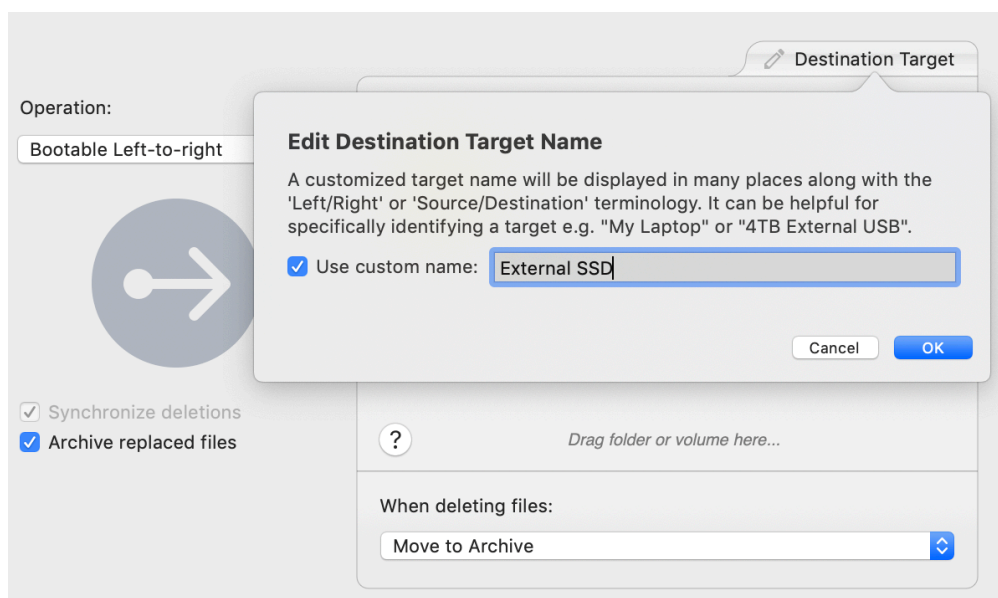 Destination Target
Operation:
Bootable Left-to-right
Edit Destination Target Name
A customized target name will be displayed in many places along with the
'Left/Right' or 'Source/Destination' terminology. It can be helpful for
specifically identifying a target e.g. "My Laptop" or "4TB External USB".
Use custom name: External SSD
Cancel OK
Synchronize deletions
Archive replaced files
? Drag folder or volume here...
When deleting files:
Move to Archive